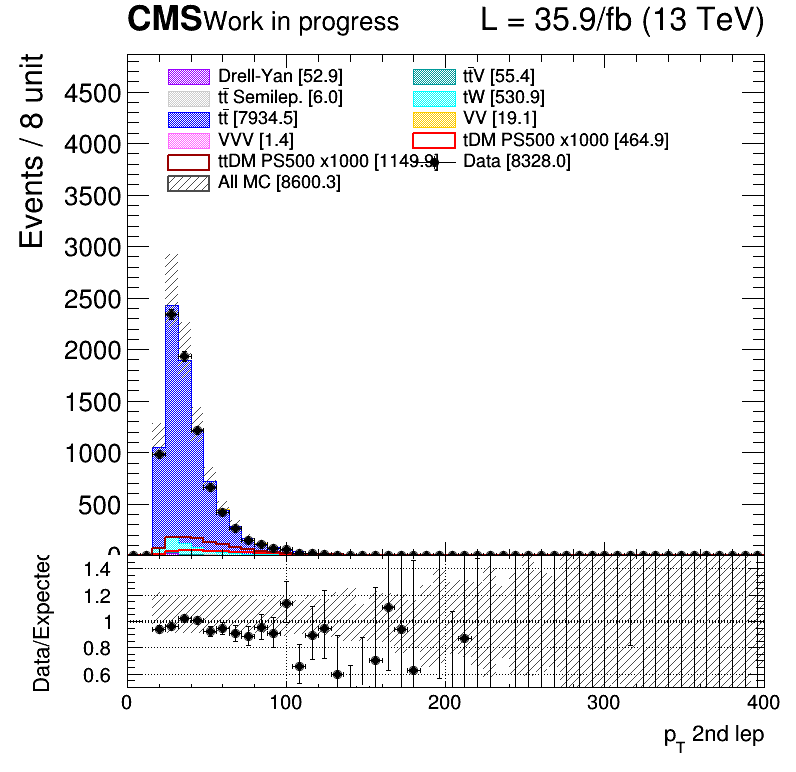 CMS Work in progress L = 35.9/fb (13 TeV)
Events / 8 unit
Drell-Yan [52.9] tt̄V [55.4]
tt̄ Semilep. [6.0] tW [530.9]
tt̄ [7934.5] VV [19.1]
VVV [1.4] tDM PS500 x1000 [464.9]
ttDM PS500 x1000 [1149.9] Data [8328.0]
All MC [8600.3]
4500
4000
3500
3000
2500
2000
1500
1000
500
0
Data/Expected
1.4
1.2
1
0.8
0.6
0 100 200 300 400
p_T 2nd lep